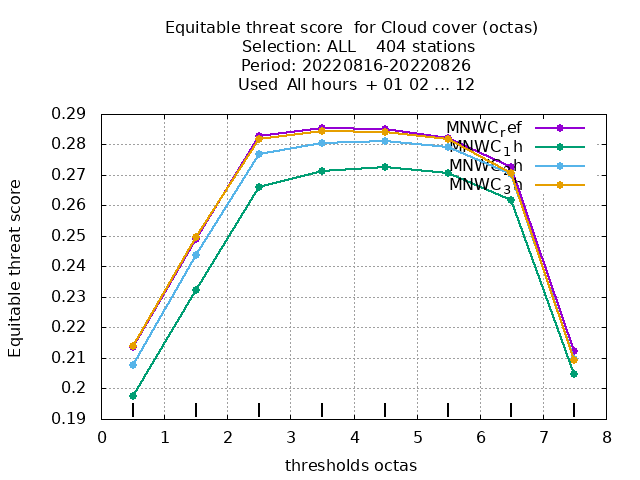 Equitable threat score  for Cloud cover (octas)
Selection: ALL    404 stations
Period: 20220816-20220826
Used  All hours  + 01 02 ... 12
Equitable threat score
0.29
0.28
0.27
0.26
0.25
0.24
0.23
0.22
0.21
0.2
0.19
MNWC_ref
MNWC_1h
MNWC_2h
MNWC_3h
0 1 2 3 4 5 6 7 8
thresholds octas